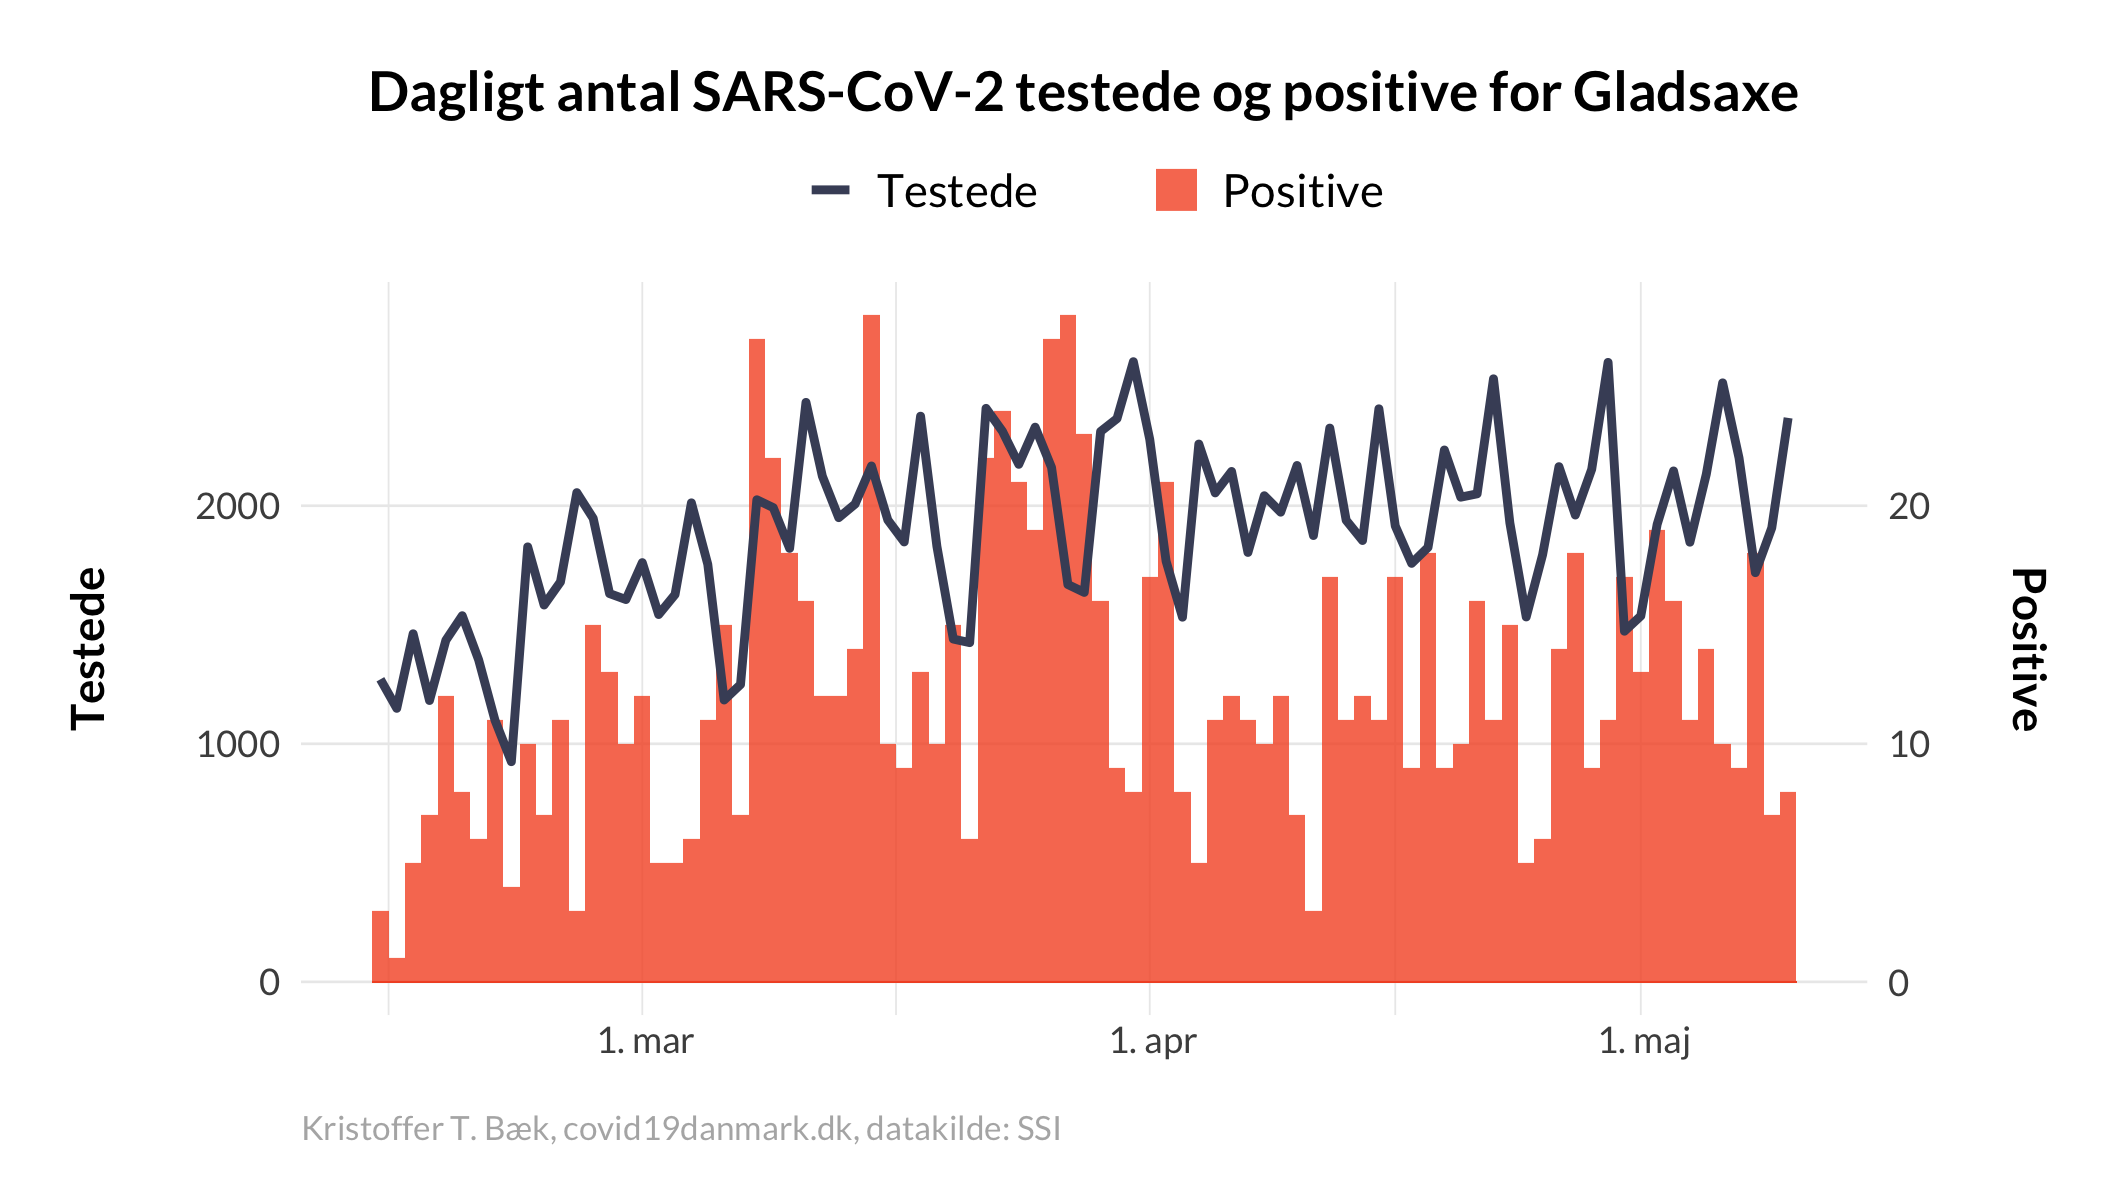 Dagligt antal SARS-CoV-2 testede og positive for Gladsaxe
Testede
Positive
Testede
Positive
2000
1000
0
20
10
0
1. mar
1. apr
1. maj
Kristoffer T. Bæk, covid19danmark.dk, datakilde: SSI